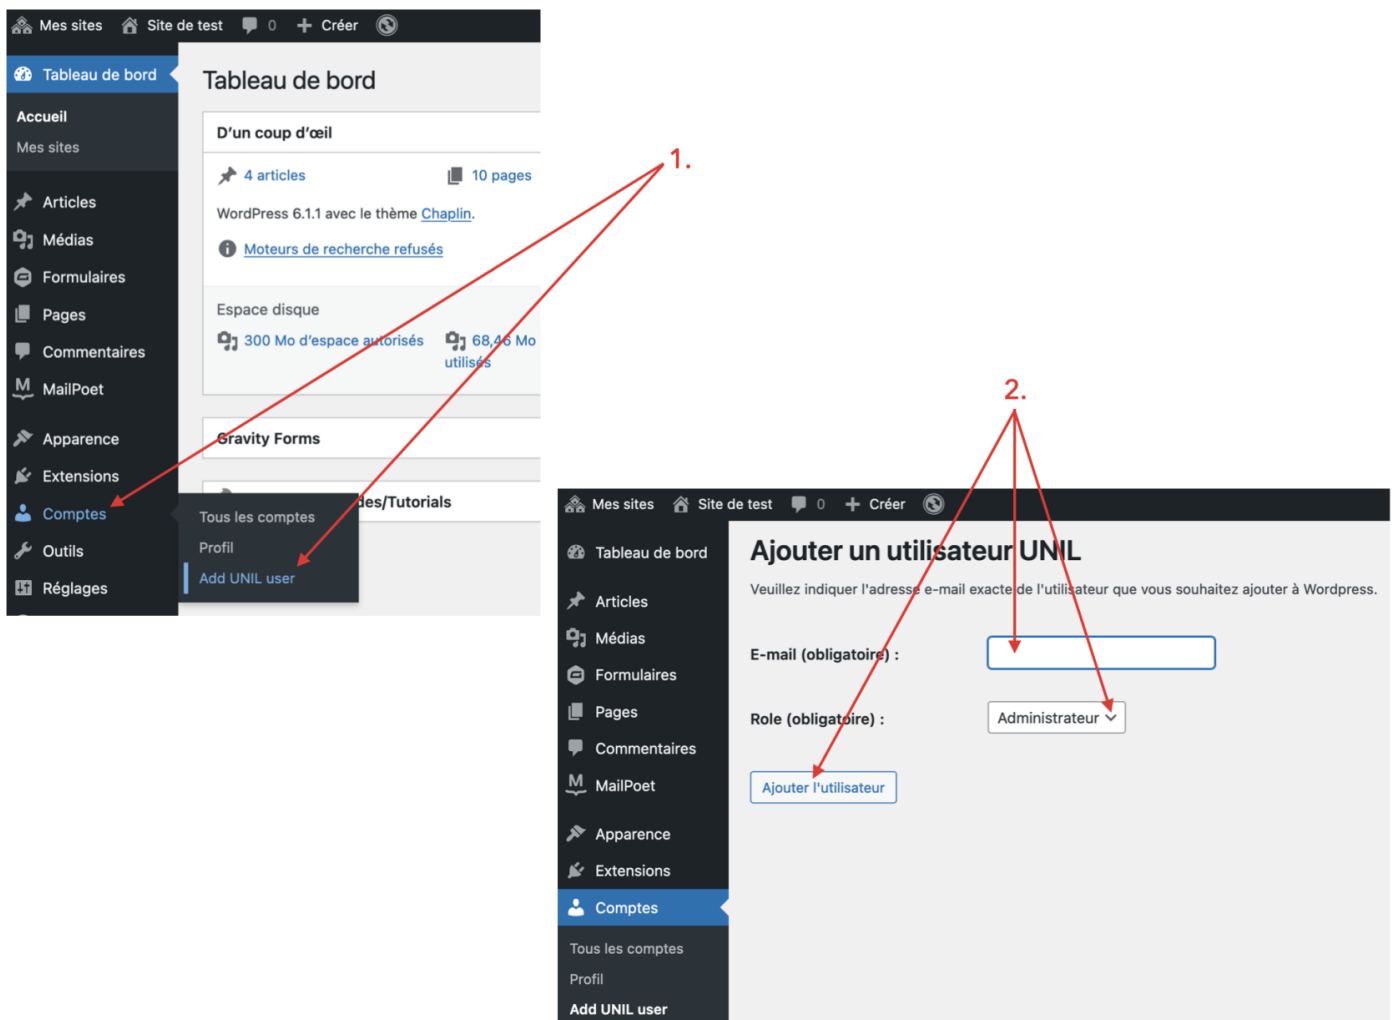 Mes sites Site de test 0 + Créer
Tableau de bord
Accueil
Mes sites
Articles
Médias
Formulaires
Pages
Commentaires
MailPoet
Apparence
Extensions
Comptes
Outils
Réglages
Tableau de bord
D'un coup d'œil
4 articles 10 pages
WordPress 6.1.1 avec le thème Chaplin.
Moteurs de recherche refusés
Espace disque
300 Mo d'espace autorisés 68,46 Mo
utilisés
Gravity Forms
des/Tutorials
Tous les comptes
Profil
Add UNIL user
1.
2.
Mes sites Site de test 0 + Créer
Tableau de bord
Articles
Médias
Formulaires
Pages
Commentaires
MailPoet
Apparence
Extensions
Comptes
Tous les comptes
Profil
Add UNIL user
Ajouter un utilisateur UNIL
Veuillez indiquer l'adresse e-mail exacte de l'utilisateur que vous souhaitez ajouter à Wordpress.
E-mail (obligatoire) :
Role (obligatoire) : Administrateur
Ajouter l'utilisateur